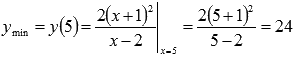 y_min = y(5) = 2(x+1)²/(x−2)|_{x=5} = 2(5+1)²/(5−2) = 24